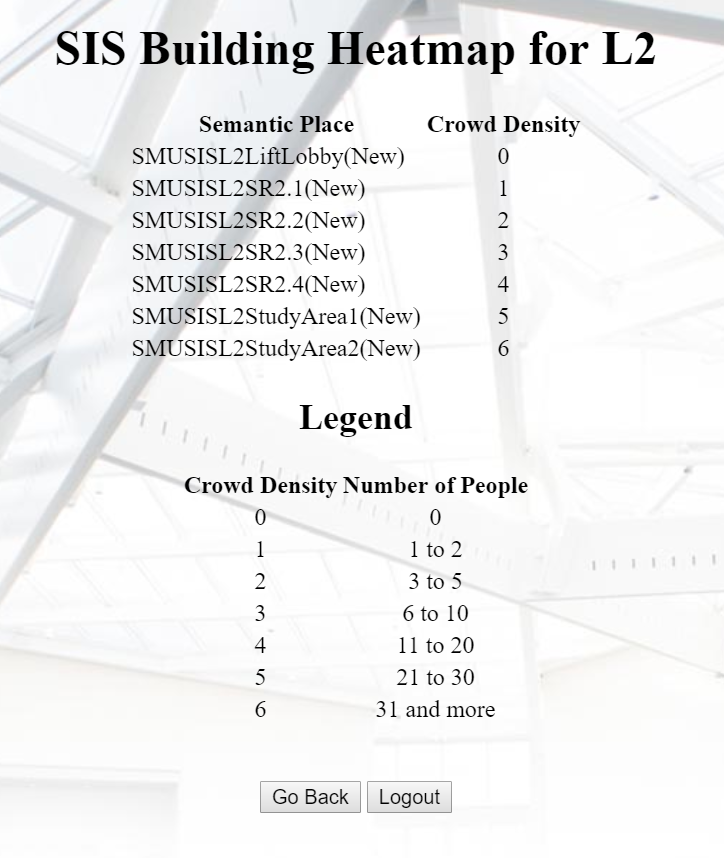 SIS Building Heatmap for L2
Semantic Place Crowd Density
SMUSISL2LiftLobby(New) 0
SMUSISL2SR2.1(New) 1
SMUSISL2SR2.2(New) 2
SMUSISL2SR2.3(New) 3
SMUSISL2SR2.4(New) 4
SMUSISL2StudyArea1(New) 5
SMUSISL2StudyArea2(New) 6
Legend
Crowd Density Number of People
0 0
1 1 to 2
2 3 to 5
3 6 to 10
4 11 to 20
5 21 to 30
6 31 and more
Go Back Logout